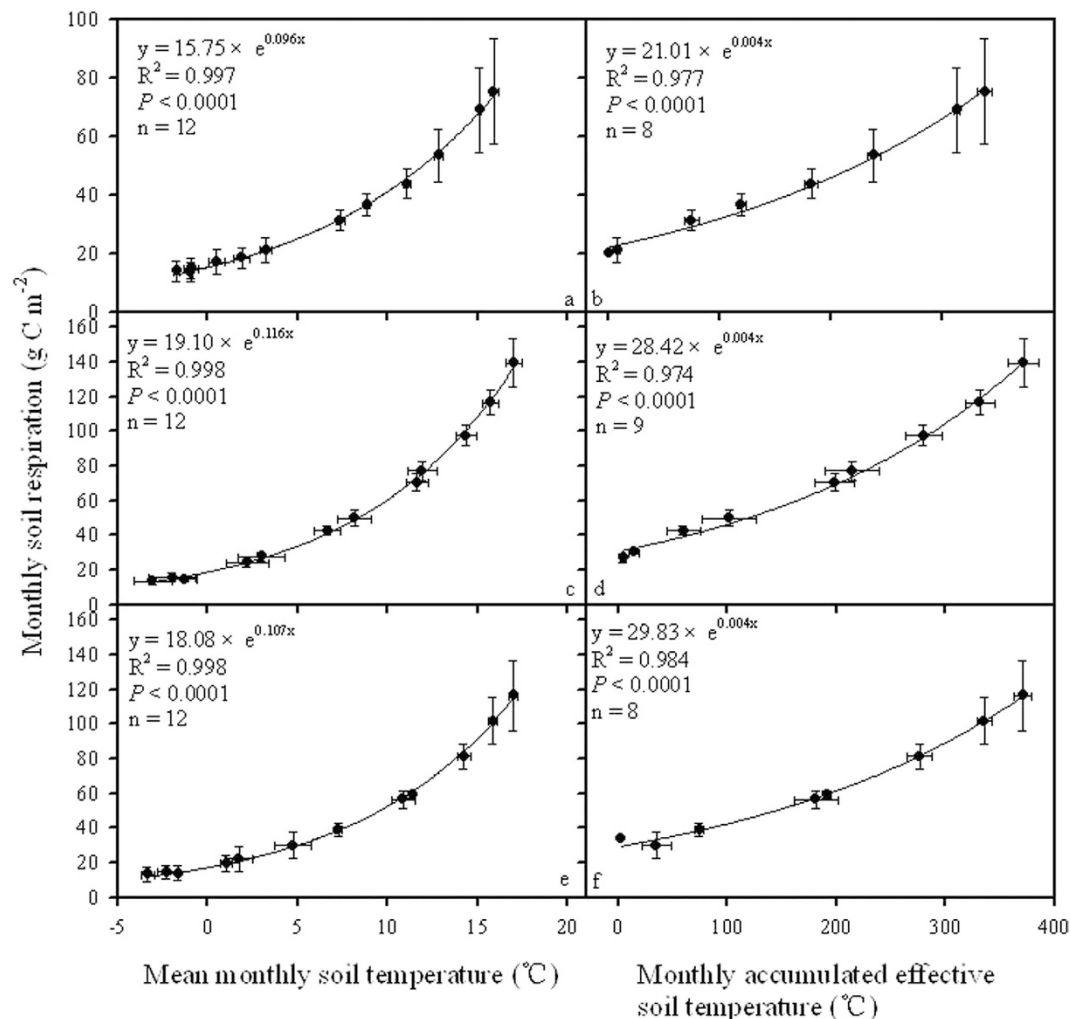 Monthly soil respiration (g C m⁻²)
100
80
60
40
20
0
y = 15.75 × e^0.096x
R² = 0.997
P < 0.0001
n = 12
a
y = 21.01 × e^0.004x
R² = 0.977
P < 0.0001
n = 8
b
160
140
120
100
80
60
40
20
0
y = 19.10 × e^0.116x
R² = 0.998
P < 0.0001
n = 12
c
y = 28.42 × e^0.004x
R² = 0.974
P < 0.0001
n = 9
d
160
140
120
100
80
60
40
20
0
y = 18.08 × e^0.107x
R² = 0.998
P < 0.0001
n = 12
e
y = 29.83 × e^0.004x
R² = 0.984
P < 0.0001
n = 8
f
-5 0 5 10 15 20
0 100 200 300 400
Mean monthly soil temperature (℃)
Monthly accumulated effective
soil temperature (℃)